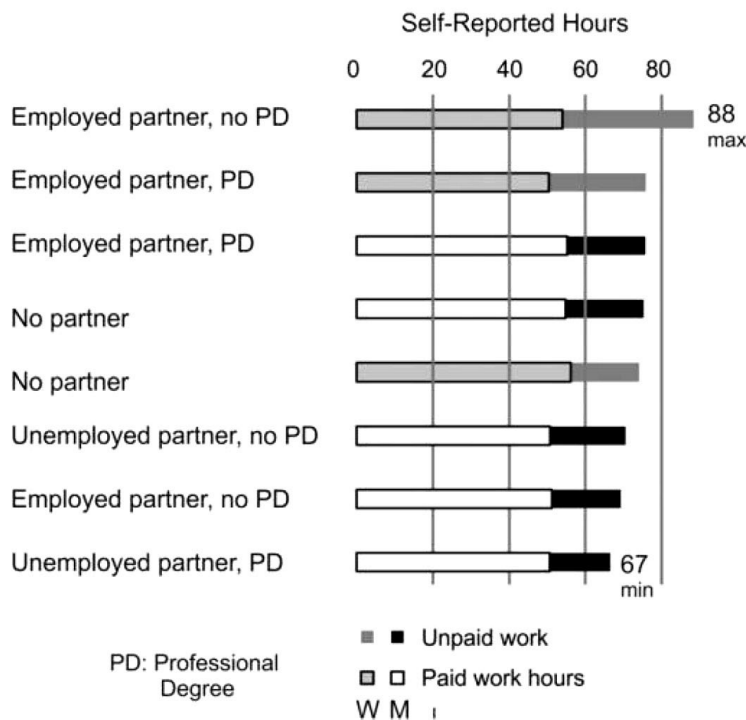 Self-Reported Hours
0 20 40 60 80
Employed partner, no PD 88
max
Employed partner, PD
Employed partner, PD
No partner
No partner
Unemployed partner, no PD
Employed partner, no PD
Unemployed partner, PD 67
min
Unpaid work
PD: Professional
Degree
Paid work hours
W M